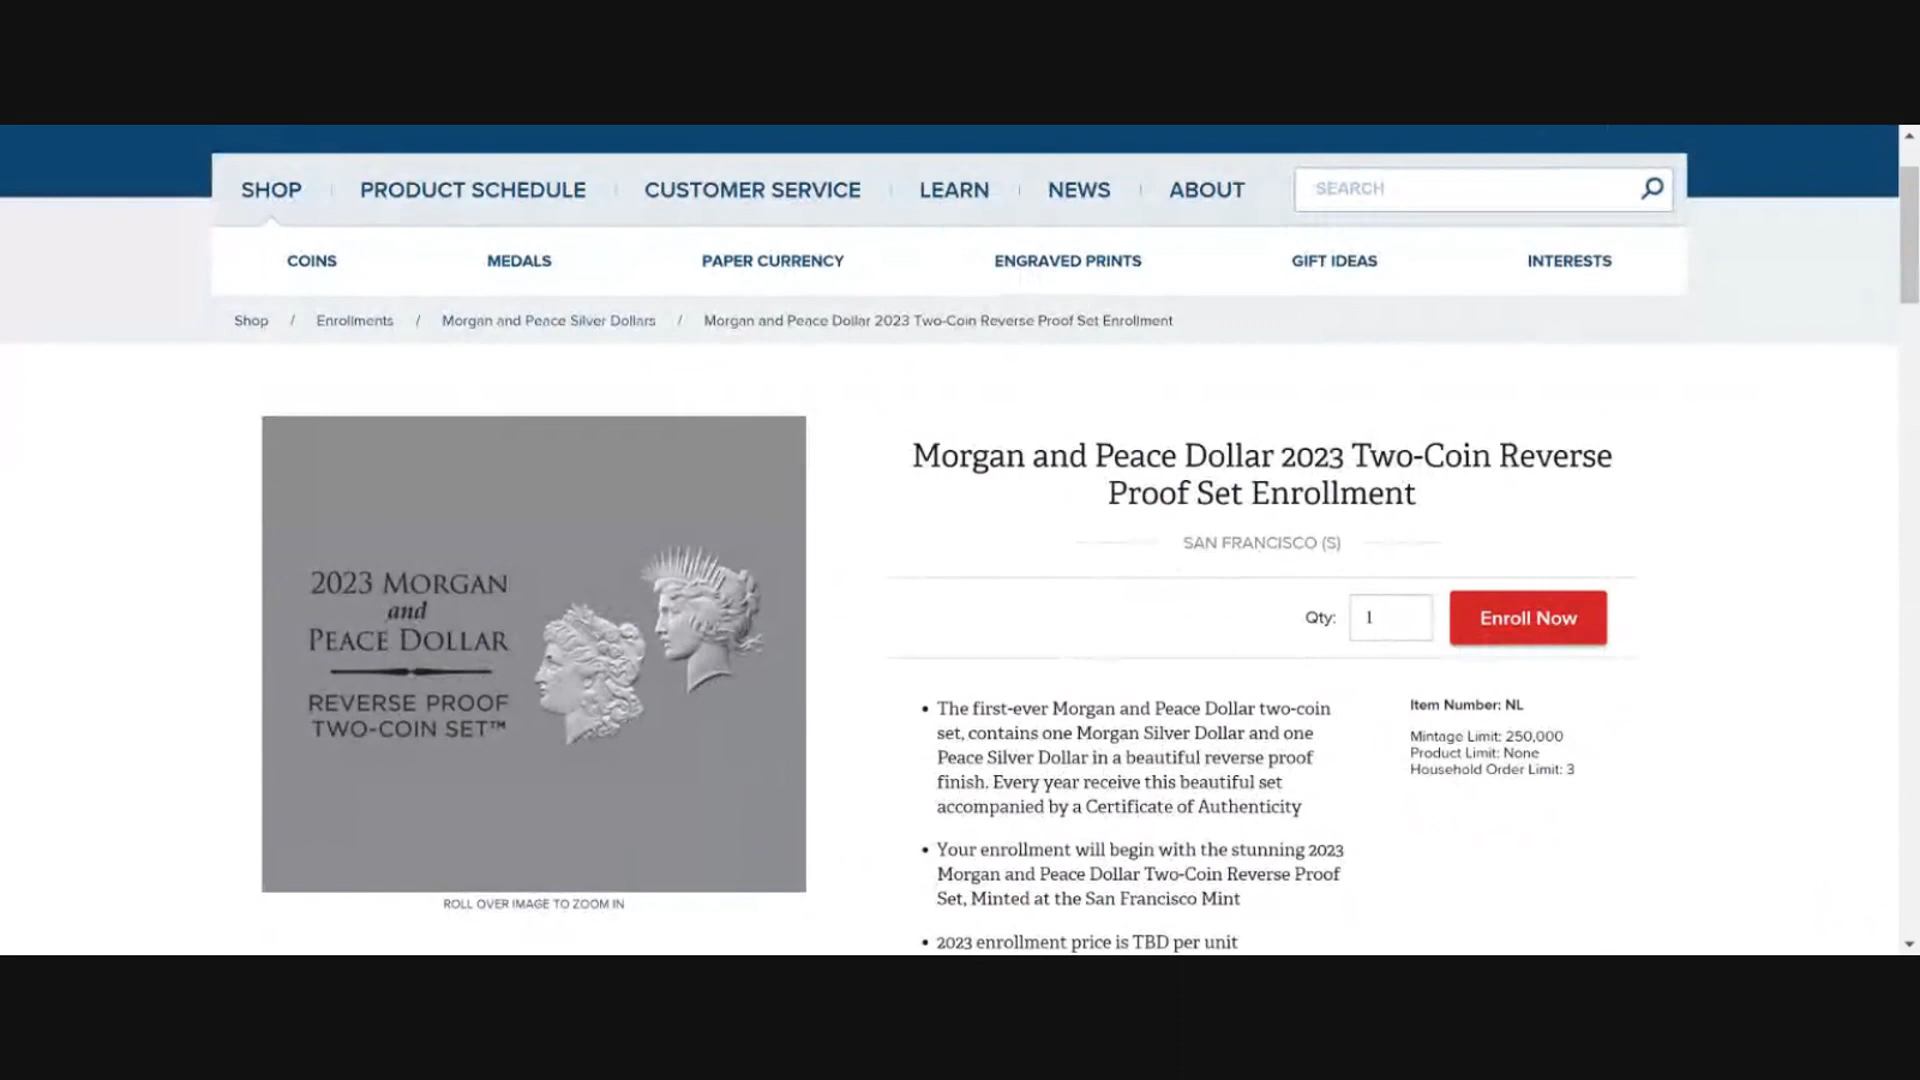 SHOP PRODUCT SCHEDULE CUSTOMER SERVICE LEARN NEWS ABOUT SEARCH
COINS MEDALS PAPER CURRENCY ENGRAVED PRINTS GIFT IDEAS INTERESTS
Shop / Enrollments / Morgan and Peace Silver Dollars / Morgan and Peace Dollar 2023 Two-Coin Reverse Proof Set Enrollment
2023 MORGAN
and
PEACE DOLLAR
REVERSE PROOF
TWO-COIN SET™
ROLL OVER IMAGE TO ZOOM IN
Morgan and Peace Dollar 2023 Two-Coin Reverse
Proof Set Enrollment
SAN FRANCISCO (S)
Qty: 1 Enroll Now
• The first-ever Morgan and Peace Dollar two-coin
set, contains one Morgan Silver Dollar and one
Peace Silver Dollar in a beautiful reverse proof
finish. Every year receive this beautiful set
accompanied by a Certificate of Authenticity
• Your enrollment will begin with the stunning 2023
Morgan and Peace Dollar Two-Coin Reverse Proof
Set, Minted at the San Francisco Mint
• 2023 enrollment price is TBD per unit
Item Number: NL
Mintage Limit: 250,000
Product Limit: None
Household Order Limit: 3